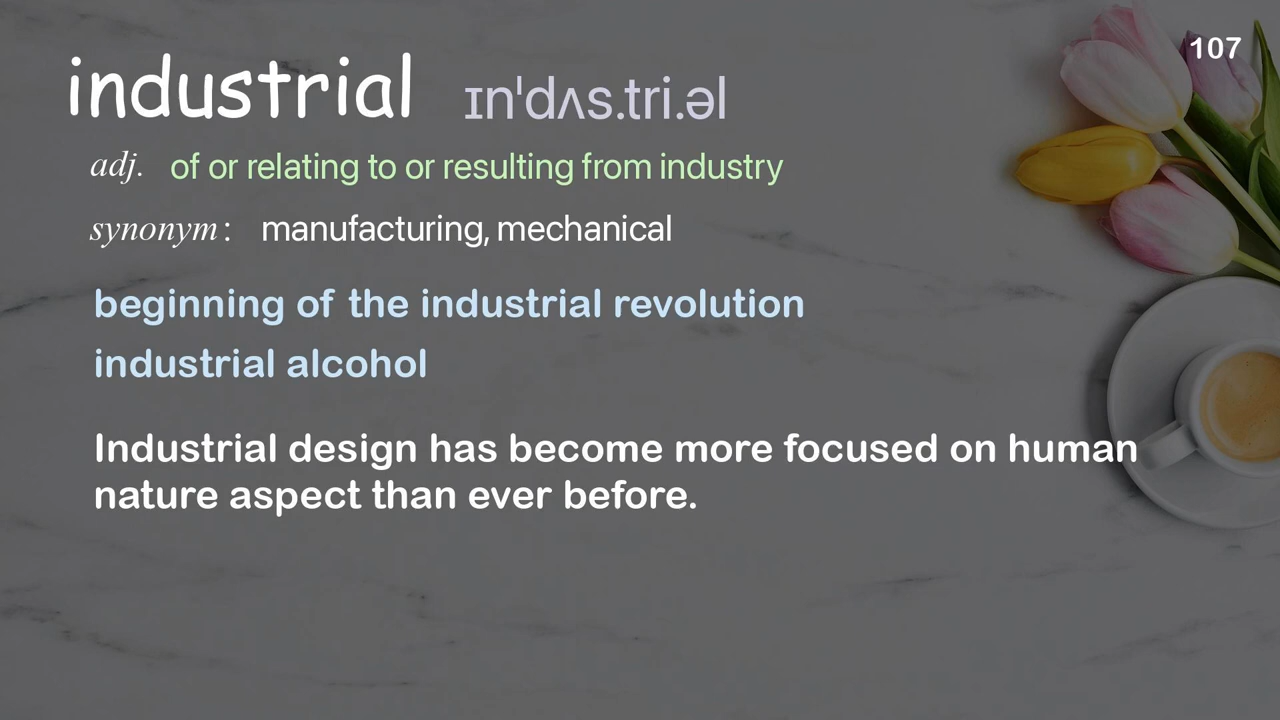 107
industrial ɪnˈdʌs.tri.əl
adj. of or relating to or resulting from industry
synonym: manufacturing, mechanical
beginning of the industrial revolution
industrial alcohol
Industrial design has become more focused on human
nature aspect than ever before.